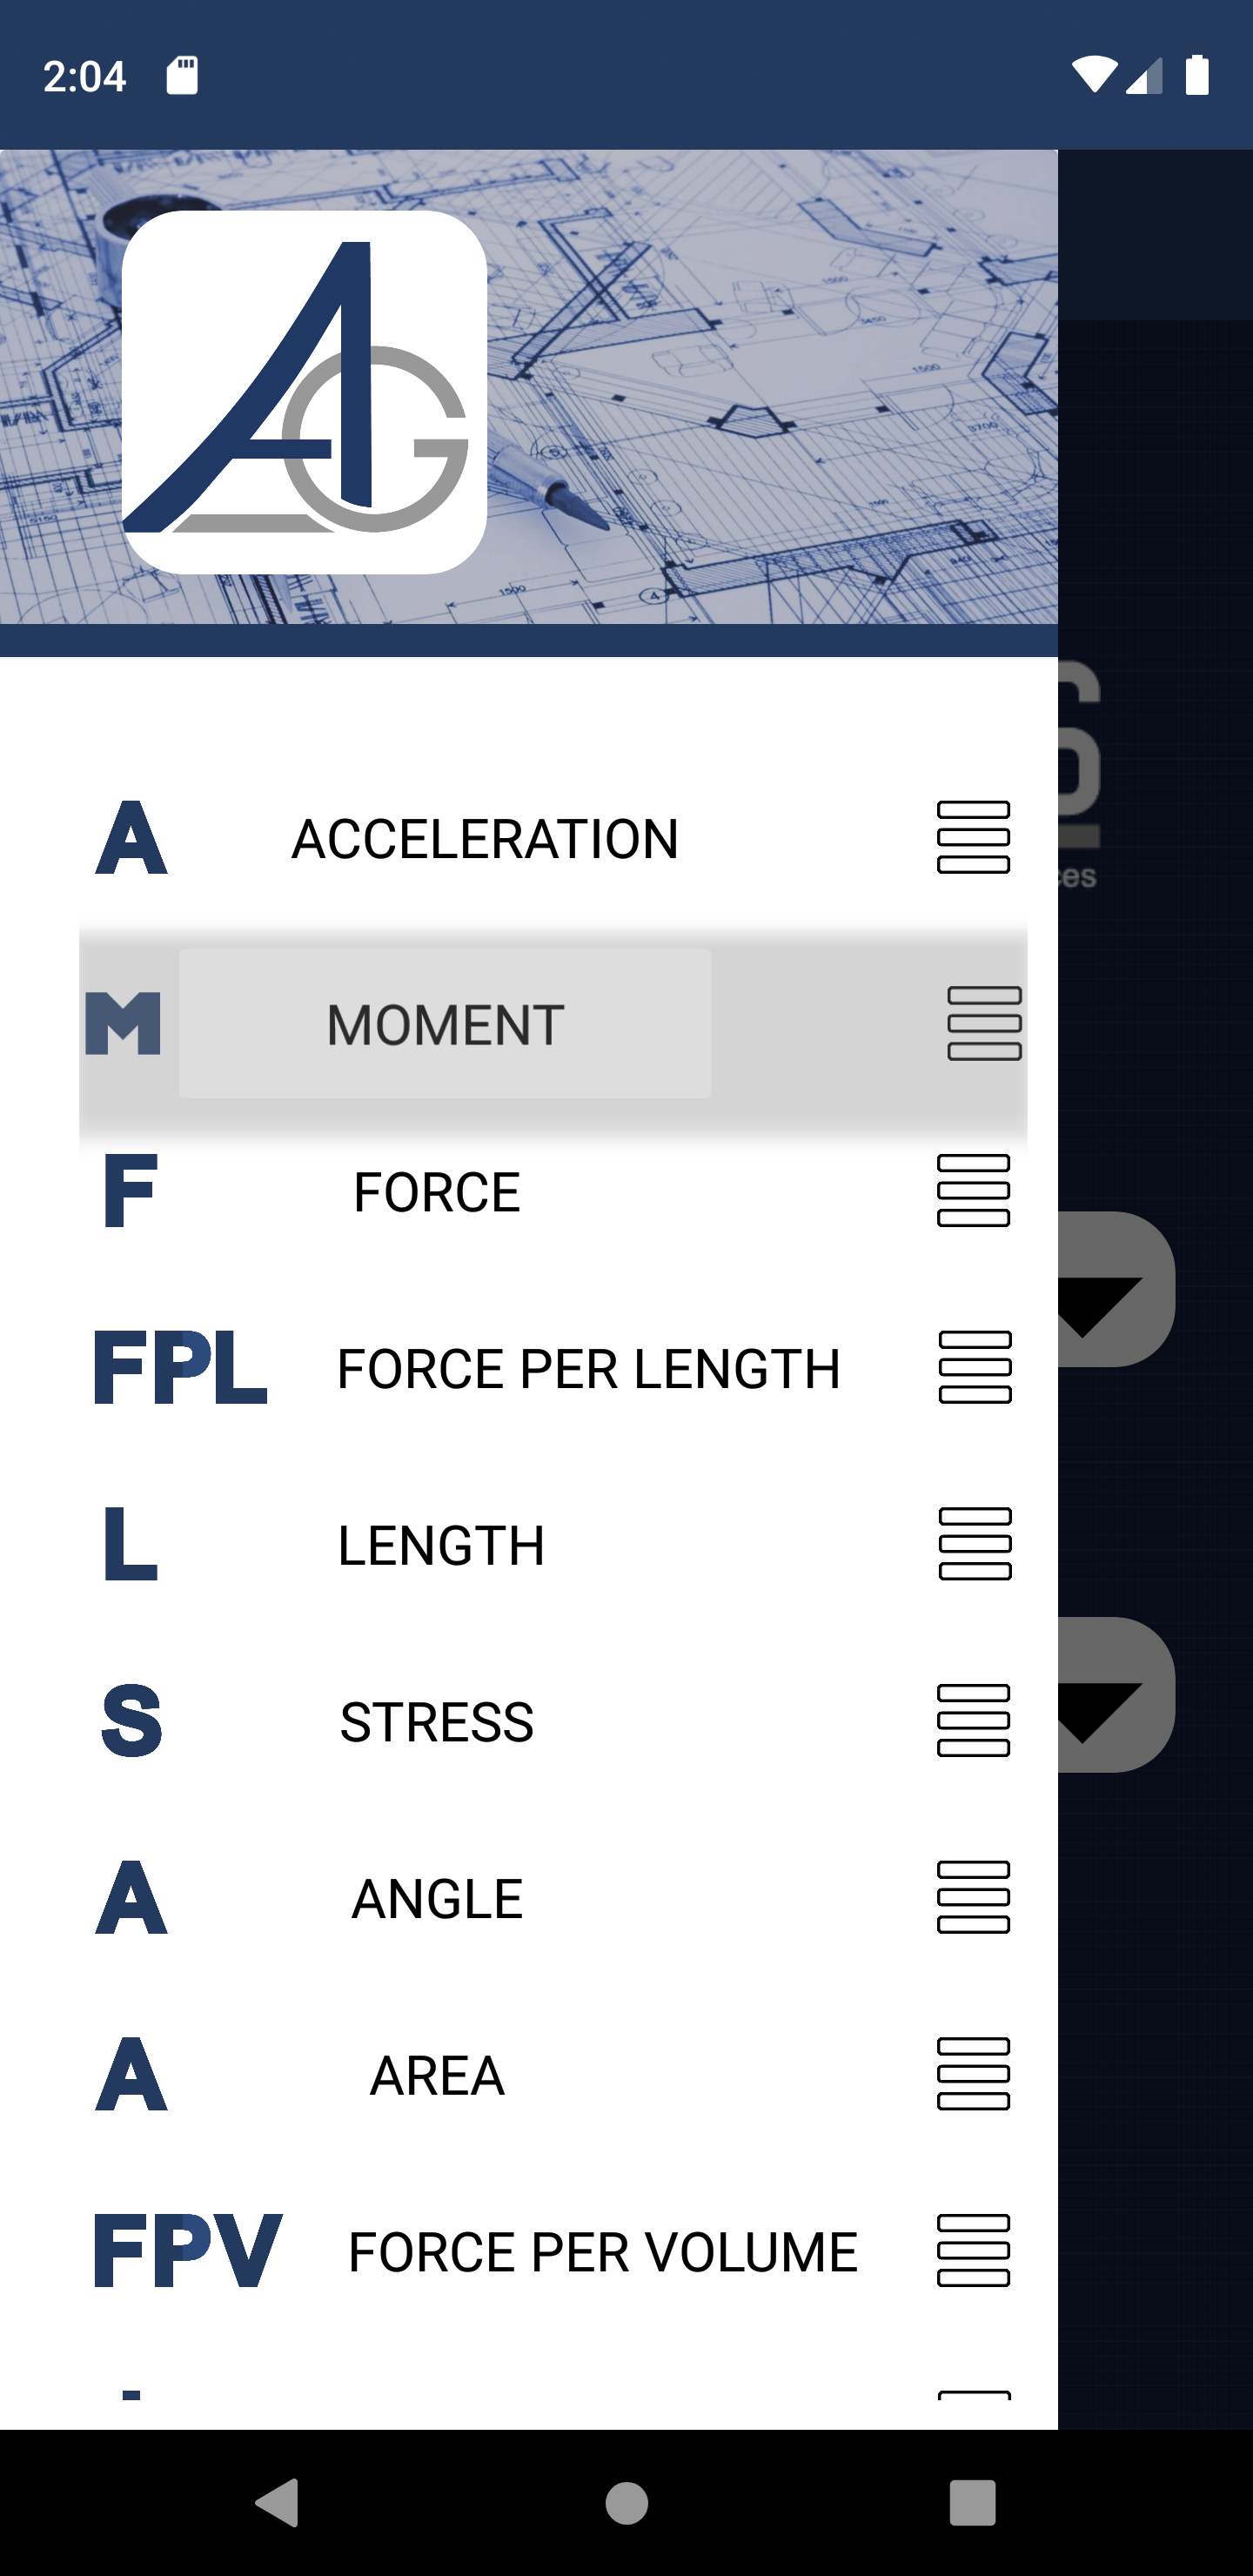 2:04
AG
A ACCELERATION
ces
M MOMENT
F FORCE
FPL FORCE PER LENGTH
L LENGTH
S STRESS
A ANGLE
A AREA
FPV FORCE PER VOLUME